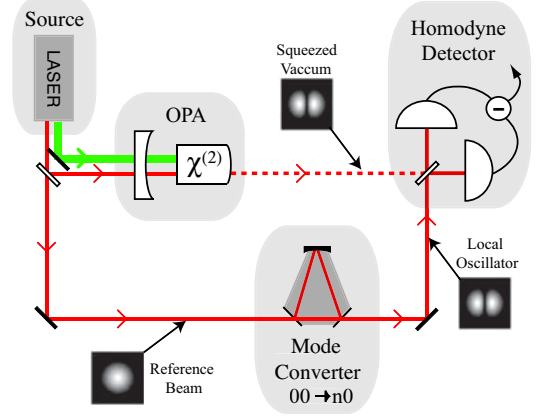 Source
LASER
OPA
χ(2)
Squeezed
Vaccum
Homodyne
Detector
−
Local
Oscillator
Reference
Beam
Mode
Converter
00→n0